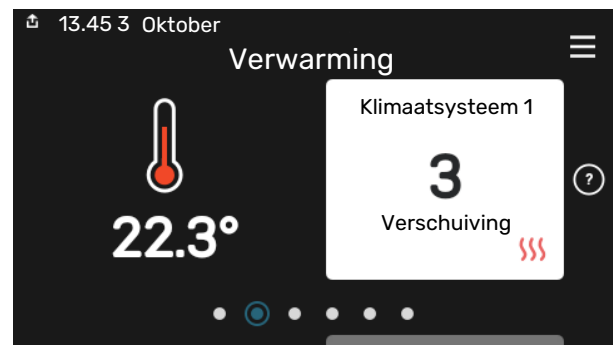 13.45 3 Oktober
Verwarming
Klimaatsysteem 1
3
Verschuiving
22.3°
?